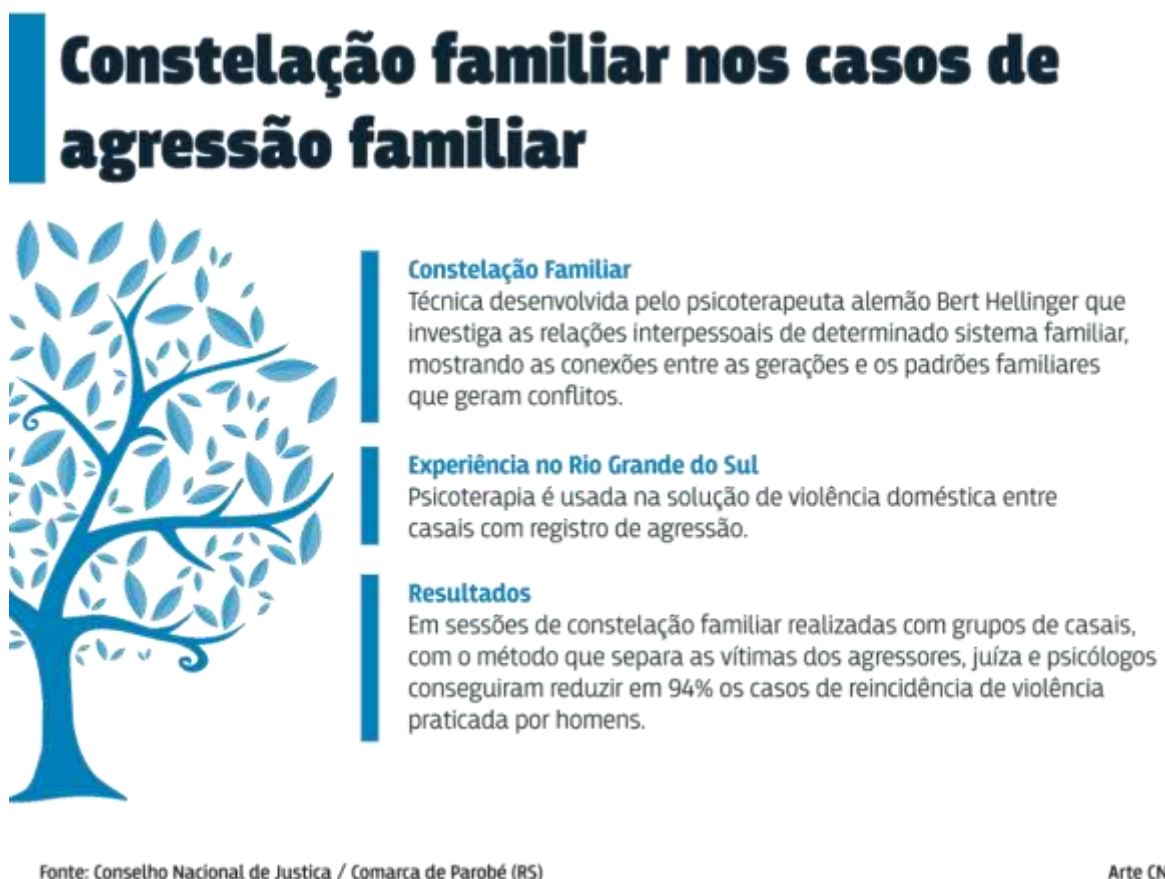 Constelação familiar nos casos de
agressão familiar
Constelação Familiar
Técnica desenvolvida pelo psicoterapeuta alemão Bert Hellinger que
investiga as relações interpessoais de determinado sistema familiar,
mostrando as conexões entre as gerações e os padrões familiares
que geram conflitos.
Experiência no Rio Grande do Sul
Psicoterapia é usada na solução de violência doméstica entre
casais com registro de agressão.
Resultados
Em sessões de constelação familiar realizadas com grupos de casais,
com o método que separa as vítimas dos agressores, juíza e psicólogos
conseguiram reduzir em 94% os casos de reincidência de violência
praticada por homens.
Fonte: Conselho Nacional de Justiça / Comarca de Parobé (RS)
Arte CN